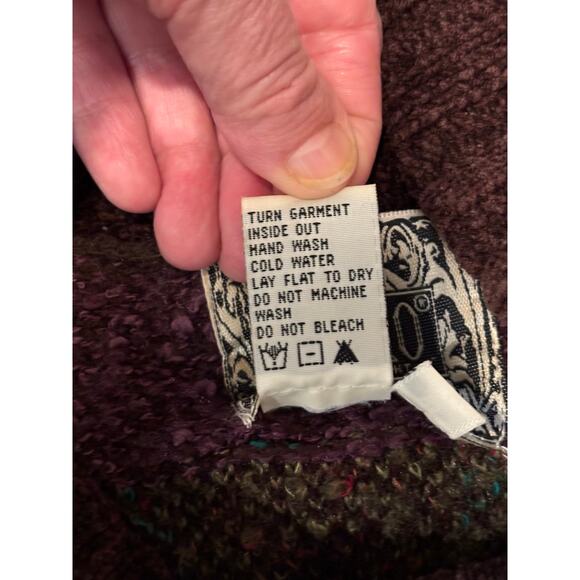 TURN GARMENT
INSIDE OUT
HAND WASH
COLD WATER
LAY FLAT TO DRY
DO NOT MACHINE
WASH
DO NOT BLEACH